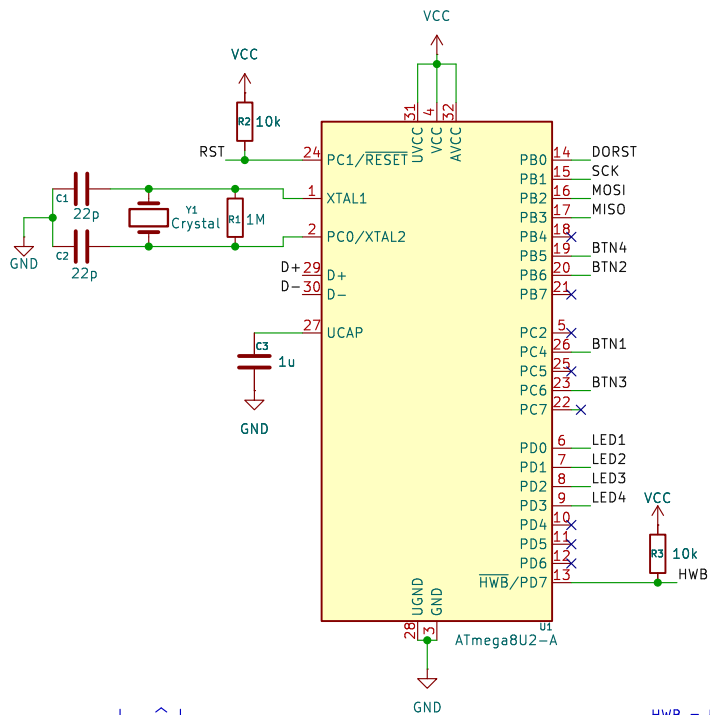 VCC
VCC
R2
10k
RST
24
PC1/RESET
31
UVCC
4
VCC
32
AVCC
C1
22p
1
XTAL1
Y1
Crystal
R1
1M
2
PC0/XTAL2
GND
C2
22p
D+
29
D+
D-
30
D-
27
UCAP
C3
1u
GND
PB0
14
DORST
PB1
15
SCK
PB2
16
MOSI
PB3
17
MISO
PB4
18
PB5
19
BTN4
PB6
20
BTN2
PB7
21
PC2
5
PC4
26
BTN1
PC5
25
PC6
23
BTN3
PC7
22
PD0
6
LED1
PD1
7
LED2
PD2
8
LED3
PD3
9
LED4
PD4
10
PD5
11
PD6
12
HWB/PD7
13
VCC
R3
10k
HWB
28
UGND
3
GND
U1
ATmega8U2-A
GND
HWB -